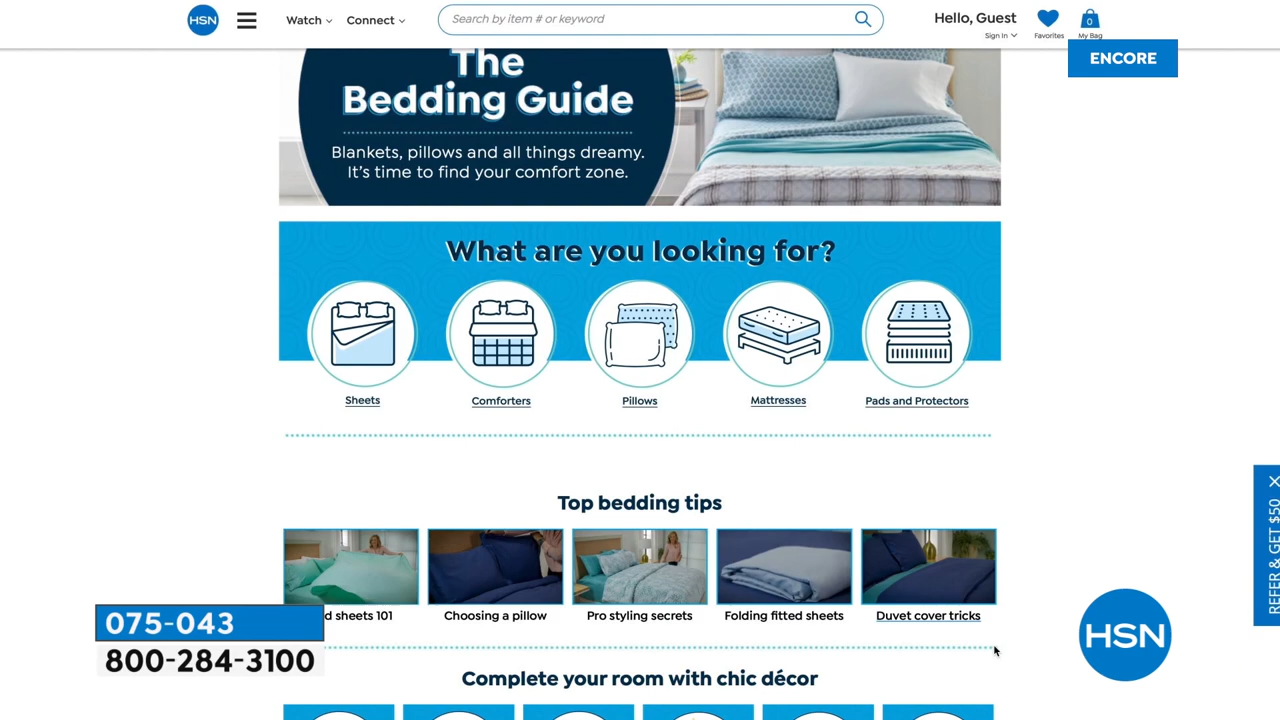 HSN
Watch
Connect
Search by item # or keyword
Hello, Guest
Sign In
Favorites
0
My Bag
ENCORE
The
Bedding Guide
Blankets, pillows and all things dreamy.
It's time to find your comfort zone.
What are you looking for?
Sheets
Comforters
Pillows
Mattresses
Pads and Protectors
Top bedding tips
d sheets 101
Choosing a pillow
Pro styling secrets
Folding fitted sheets
Duvet cover tricks
REFER & GET $50
075-043
800-284-3100
HSN
Complete your room with chic décor